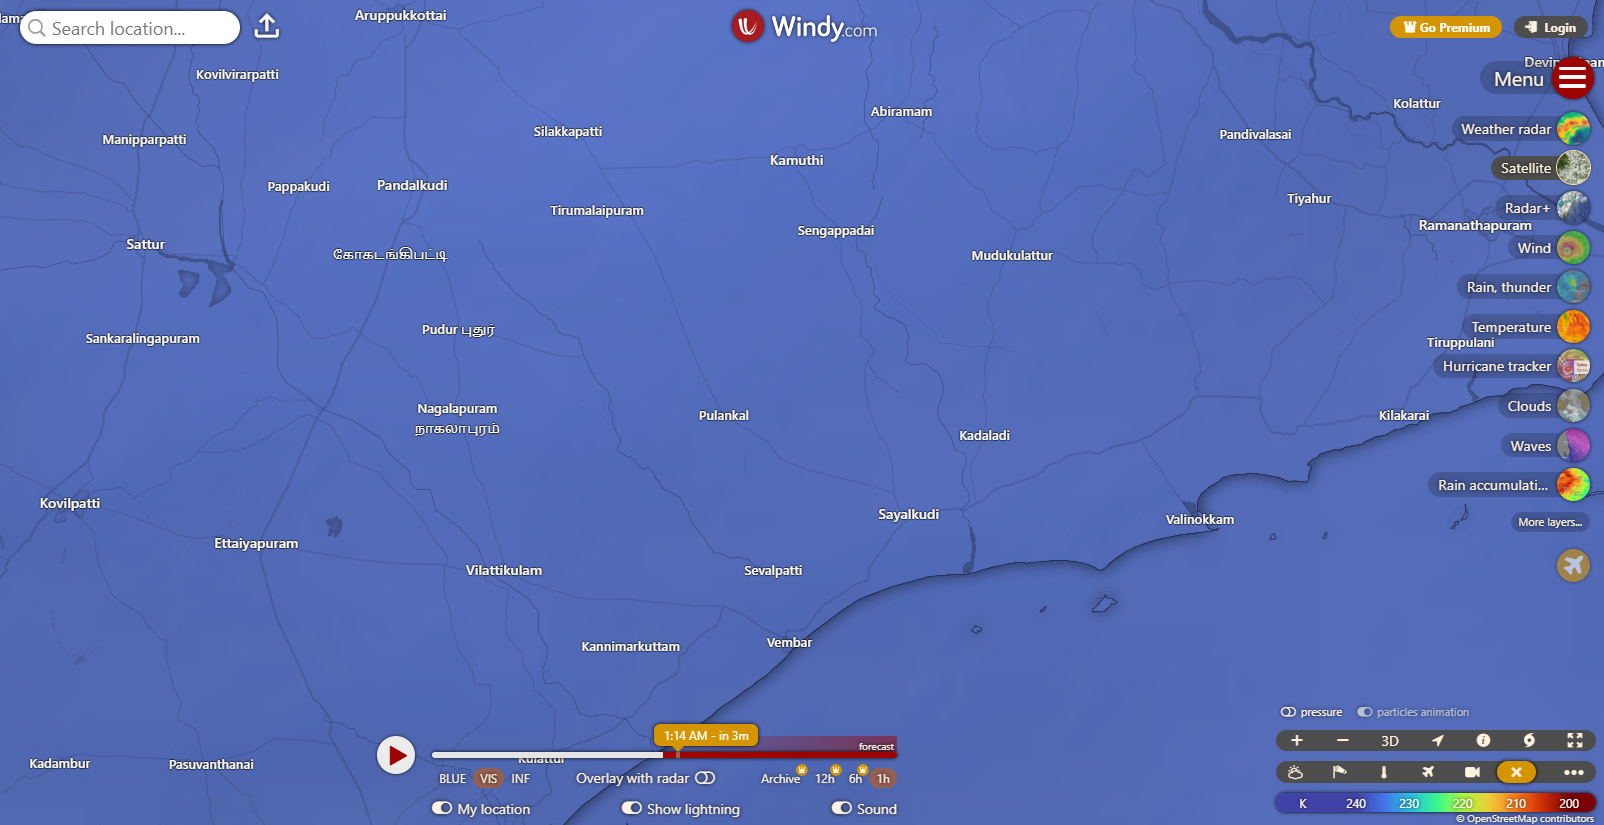 Aruppukkottai
Search location...
Windy.com
Go Premium
Login
Kovilvirarpatti
Menu
Kolattur
Abiramam
Manipparpatti
Silakkapatti
Pandivalasai
Weather radar
Kamuthi
Satellite
Pappakudi
Pandalkudi
Tirumalaipuram
Tiyahur
Radar+
Ramanathapuram
Sengappadai
Sattur
கோகடங்கிபட்டி
Mudukulattur
Wind
Rain, thunder
Pudur புதூர்
Temperature
Sankaralingapuram
Tiruppulani
Hurricane tracker
Nagalapuram
நாகலாபுரம்
Pulankal
Clouds
Kilakarai
Kadaladi
Waves
Rain accumulati...
Kovilpatti
Sayalkudi
Valinokkam
More layers...
Ettaiyapuram
Vilattikulam
Sevalpatti
Kannimarkuttam
Vembar
pressure
particles animation
1:14 AM - in 3m
forecast
3D
Kadambur
Pasuvanthanai
BLUE VIS INF
Overlay with radar
Archive 12h 6h 1h
My location
Show lightning
Sound
K 240 230 220 210 200
© OpenStreetMap contributors